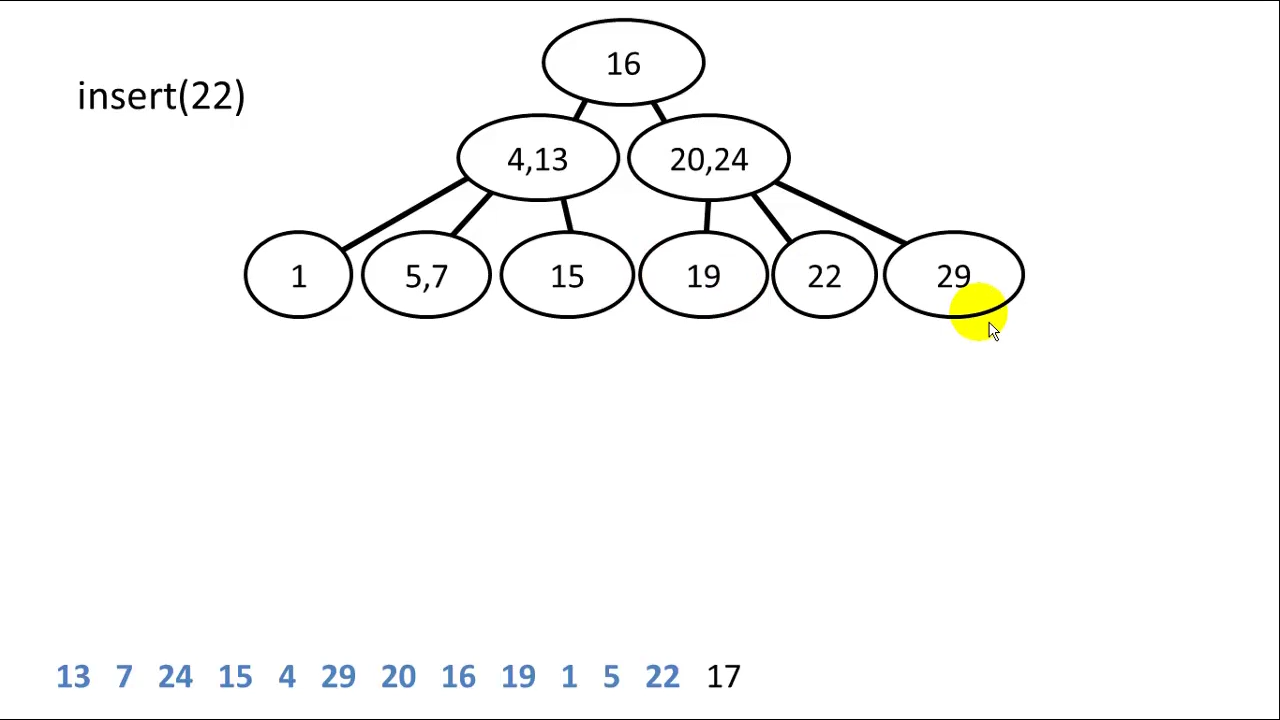 16
insert(22)
4,13 20,24
1 5,7 15 19 22 29
13 7 24 15 4 29 20 16 19 1 5 22 17